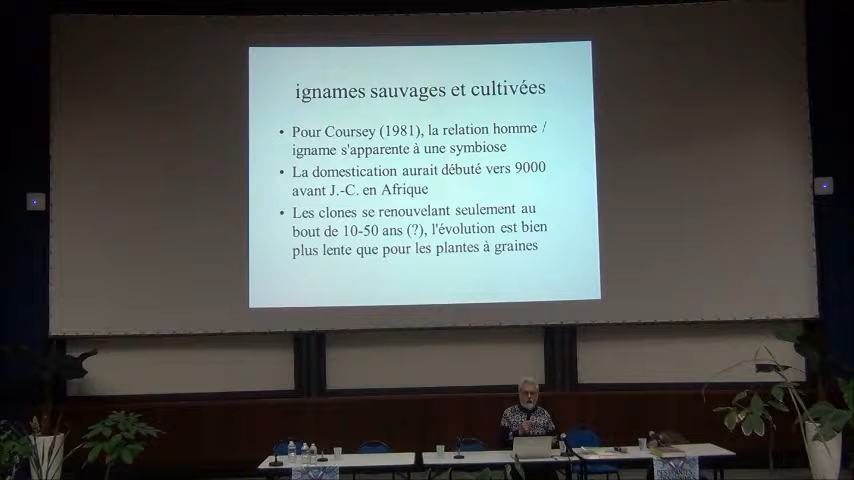 ignames sauvages et cultivées
• Pour Coursey (1981), la relation homme /
igname s'apparente à une symbiose
• La domestication aurait débuté vers 9000
avant J.-C. en Afrique
• Les clones se renouvelant seulement au
bout de 10-50 ans (?), l'évolution est bien
plus lente que pour les plantes à graines